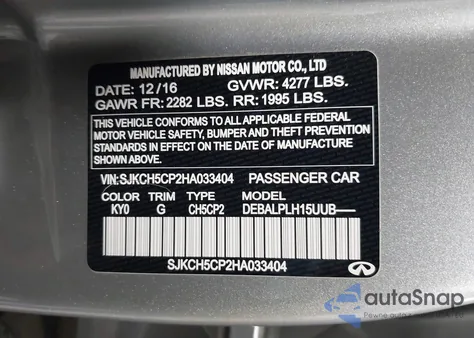 MANUFACTURED BY NISSAN MOTOR CO., LTD
DATE: 12/16 GVWR: 4277 LBS.
GAWR FR: 2282 LBS. RR: 1995 LBS.
THIS VEHICLE CONFORMS TO ALL APPLICABLE FEDERAL
MOTOR VEHICLE SAFETY, BUMPER AND THEFT PREVENTION
STANDARDS IN EFFECT ON THE DATE OF MANUFACTURE
SHOWN ABOVE.
VIN: SJKCH5CP2HA033404 PASSENGER CAR
COLOR TRIM TYPE MODEL
KY0 G CH5CP2 DEBALPLH15UUB—
SJKCH5CP2HA033404
autoSnap